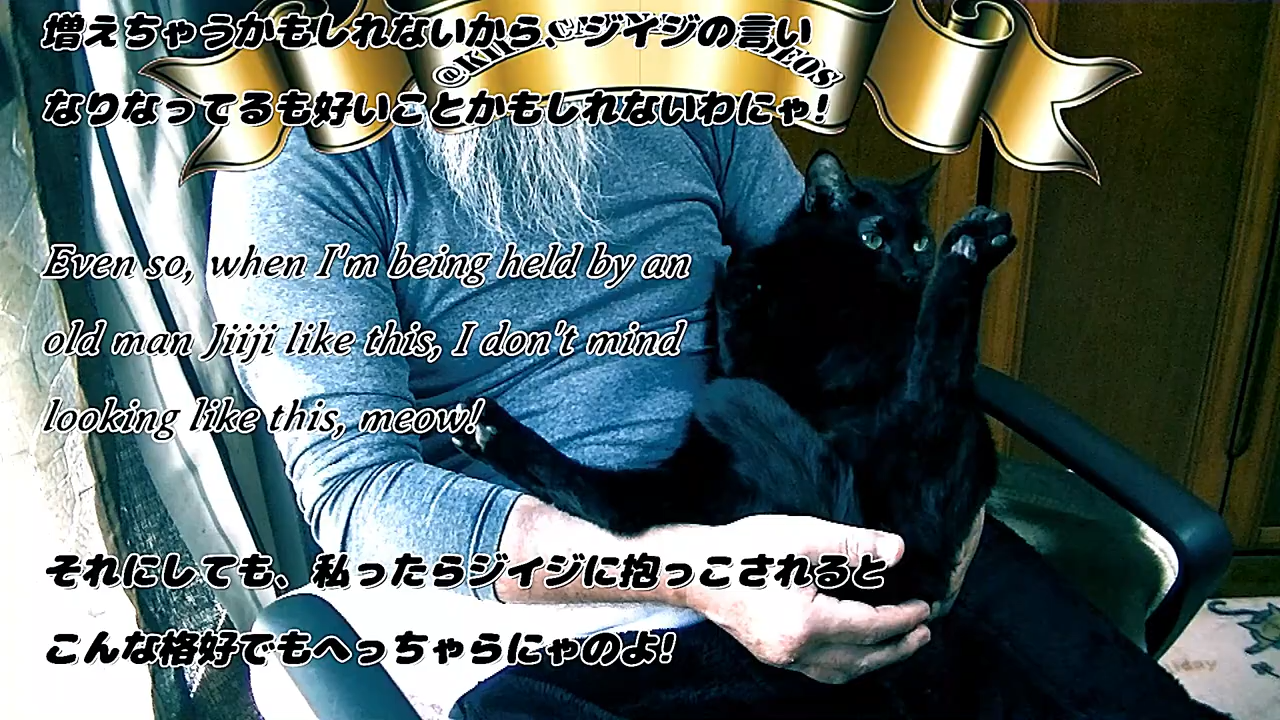 増えちゃうかもしれないから、ジイジの言い
なりなってるも好いことかもしれないわにゃ!
Even so, when I'm being held by an
old man Jiiji like this, I don't mind
looking like this, meow!
それにしても、私ったらジイジに抱っこされると
こんな格好でもへっちゃらにゃのよ!